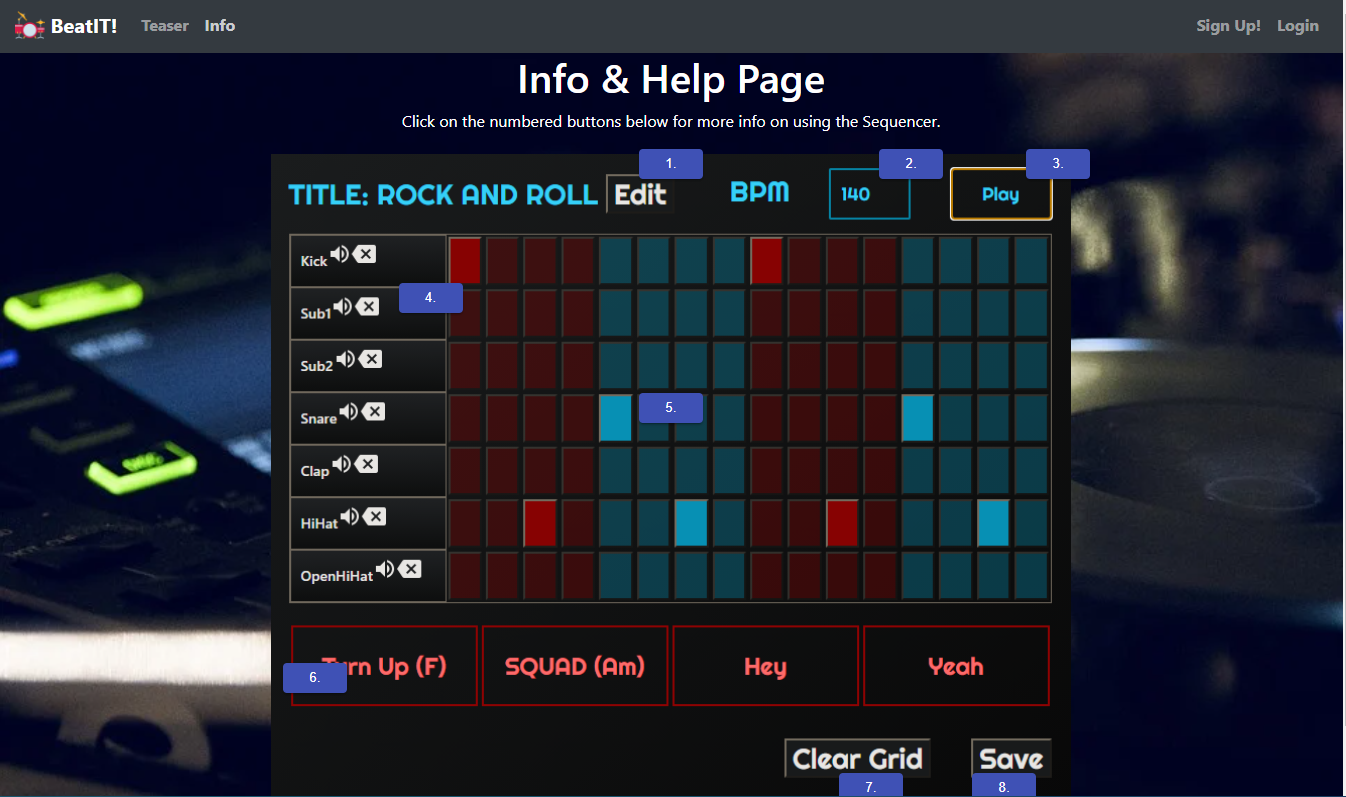 BeatIT! Teaser Info Sign Up! Login
Info & Help Page
Click on the numbered buttons below for more info on using the Sequencer.
1. 2. 3.
TITLE: ROCK AND ROLL Edit BPM 140 Play
Kick
4.
Sub1
Sub2
5.
Snare
Clap
HiHat
OpenHiHat
Turn Up (F) SQUAD (Am) Hey Yeah
6.
Clear Grid Save
7. 8.